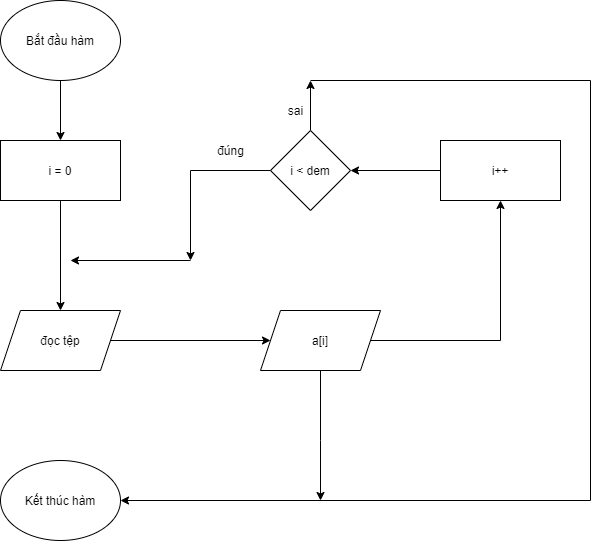 Bắt đầu hàm
sai
đúng
i = 0
i < dem
i++
đọc tệp
a[i]
Kết thúc hàm